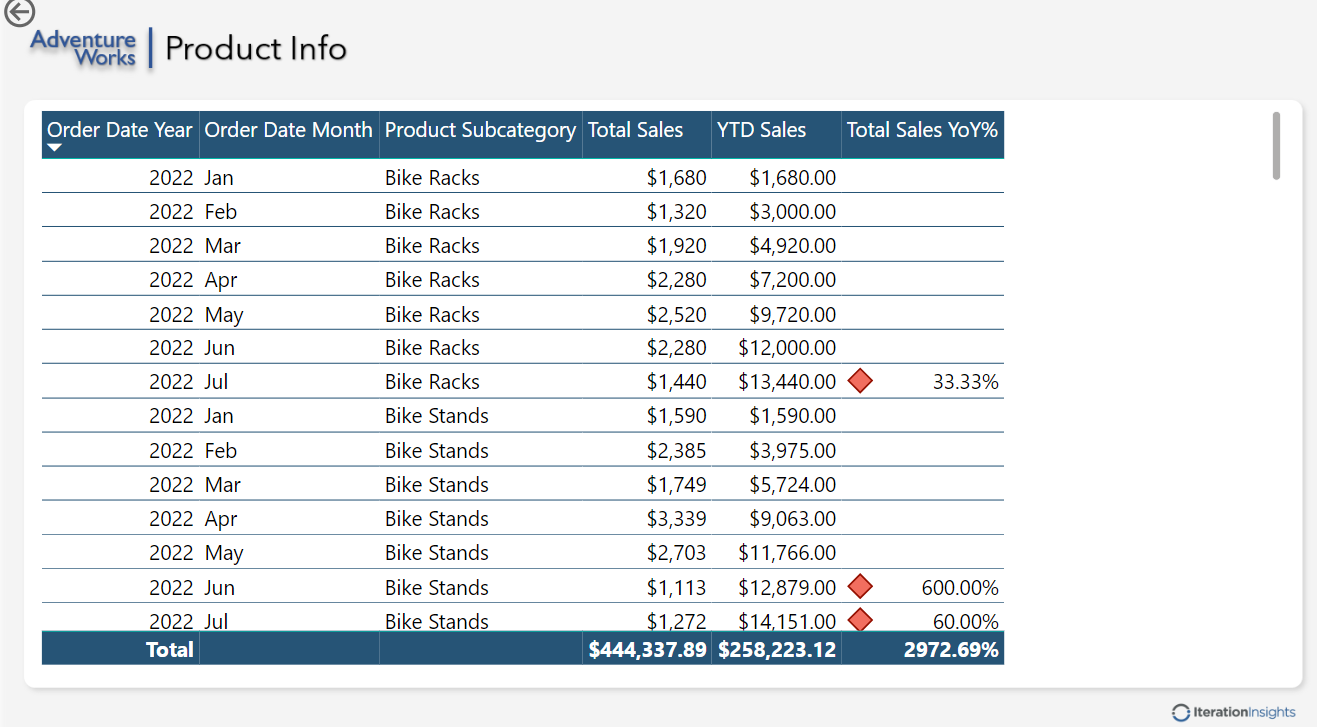 Adventure
Works
Product Info
Order Date Year Order Date Month Product Subcategory Total Sales YTD Sales Total Sales YoY%
2022 Jan Bike Racks $1,680 $1,680.00
2022 Feb Bike Racks $1,320 $3,000.00
2022 Mar Bike Racks $1,920 $4,920.00
2022 Apr Bike Racks $2,280 $7,200.00
2022 May Bike Racks $2,520 $9,720.00
2022 Jun Bike Racks $2,280 $12,000.00
2022 Jul Bike Racks $1,440 $13,440.00 33.33%
2022 Jan Bike Stands $1,590 $1,590.00
2022 Feb Bike Stands $2,385 $3,975.00
2022 Mar Bike Stands $1,749 $5,724.00
2022 Apr Bike Stands $3,339 $9,063.00
2022 May Bike Stands $2,703 $11,766.00
2022 Jun Bike Stands $1,113 $12,879.00 600.00%
2022 Jul Bike Stands $1,272 $14,151.00 60.00%
Total $444,337.89 $258,223.12 2972.69%
IterationInsights